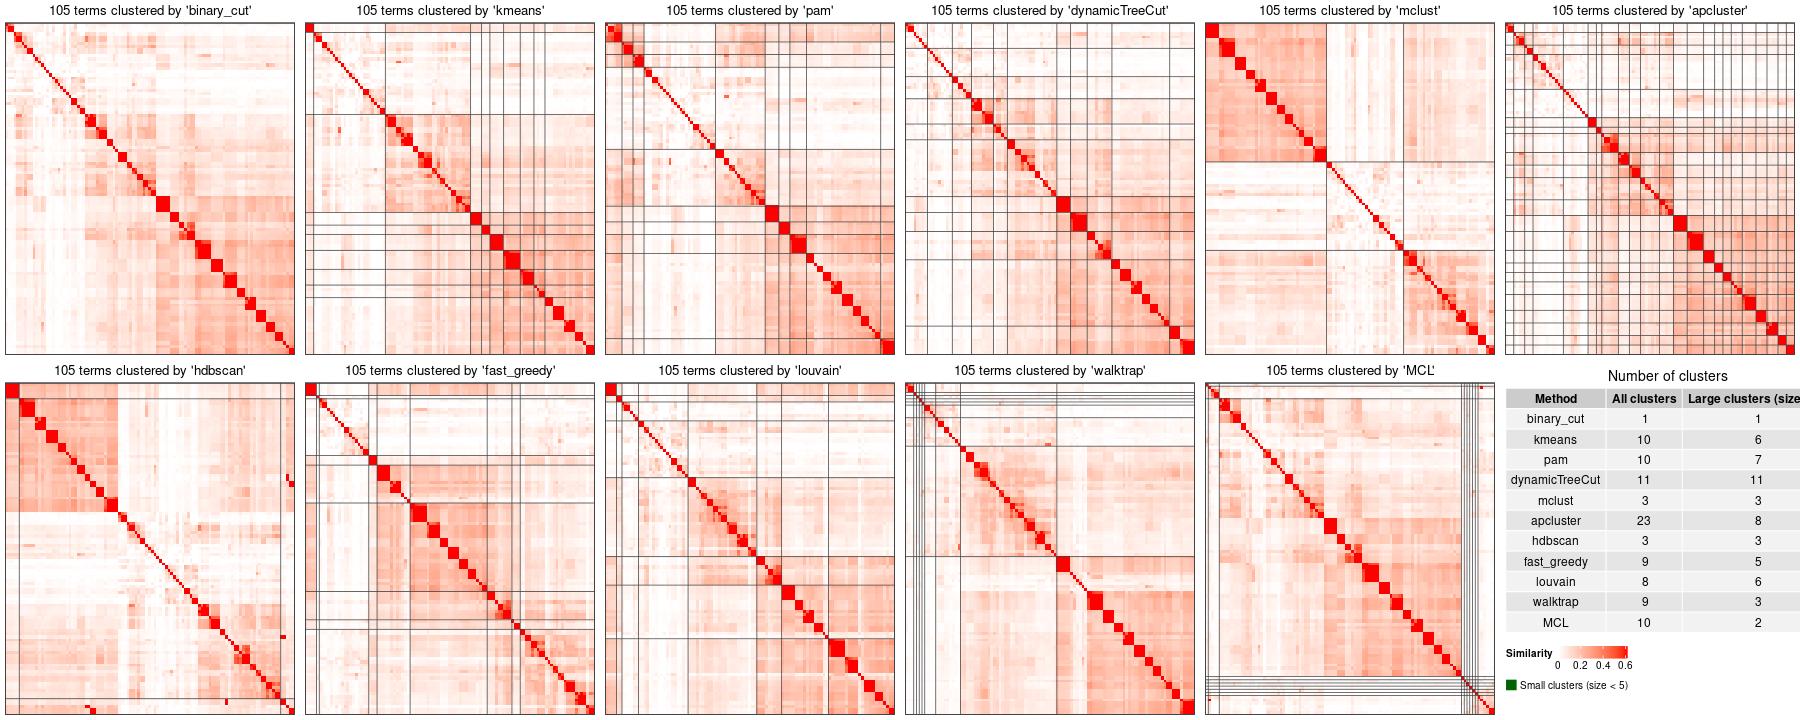 105 terms clustered by 'binary_cut'
105 terms clustered by 'kmeans'
105 terms clustered by 'pam'
105 terms clustered by 'dynamicTreeCut'
105 terms clustered by 'mclust'
105 terms clustered by 'apcluster'
105 terms clustered by 'hdbscan'
105 terms clustered by 'fast_greedy'
105 terms clustered by 'louvain'
105 terms clustered by 'walktrap'
105 terms clustered by 'MCL'
Number of clusters
Method All clusters Large clusters (size
binary_cut 1 1
kmeans 10 6
pam 10 7
dynamicTreeCut 11 11
mclust 3 3
apcluster 23 8
hdbscan 3 3
fast_greedy 9 5
louvain 8 6
walktrap 9 3
MCL 10 2
Similarity
0 0.2 0.4 0.6
Small clusters (size < 5)